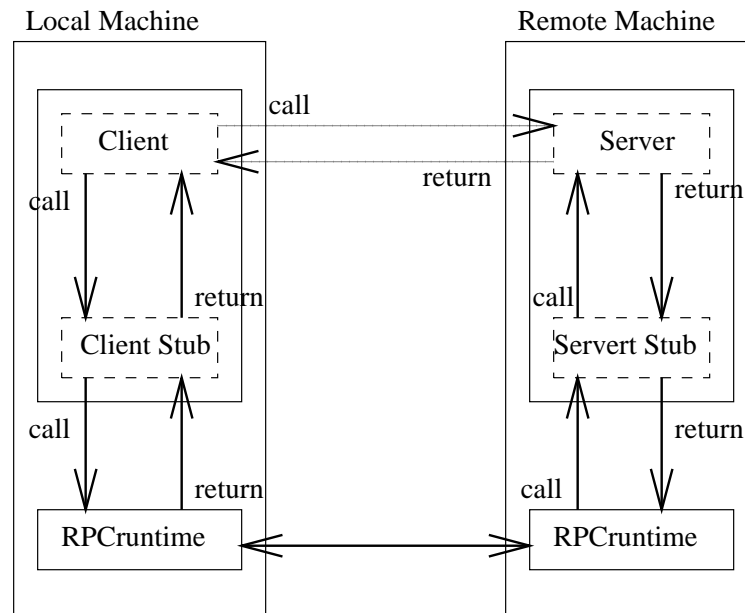 Local Machine
Remote Machine
call
Client
Server
return
call
return
return
call
Client Stub
Servert Stub
call
return
return
call
RPCruntime
RPCruntime